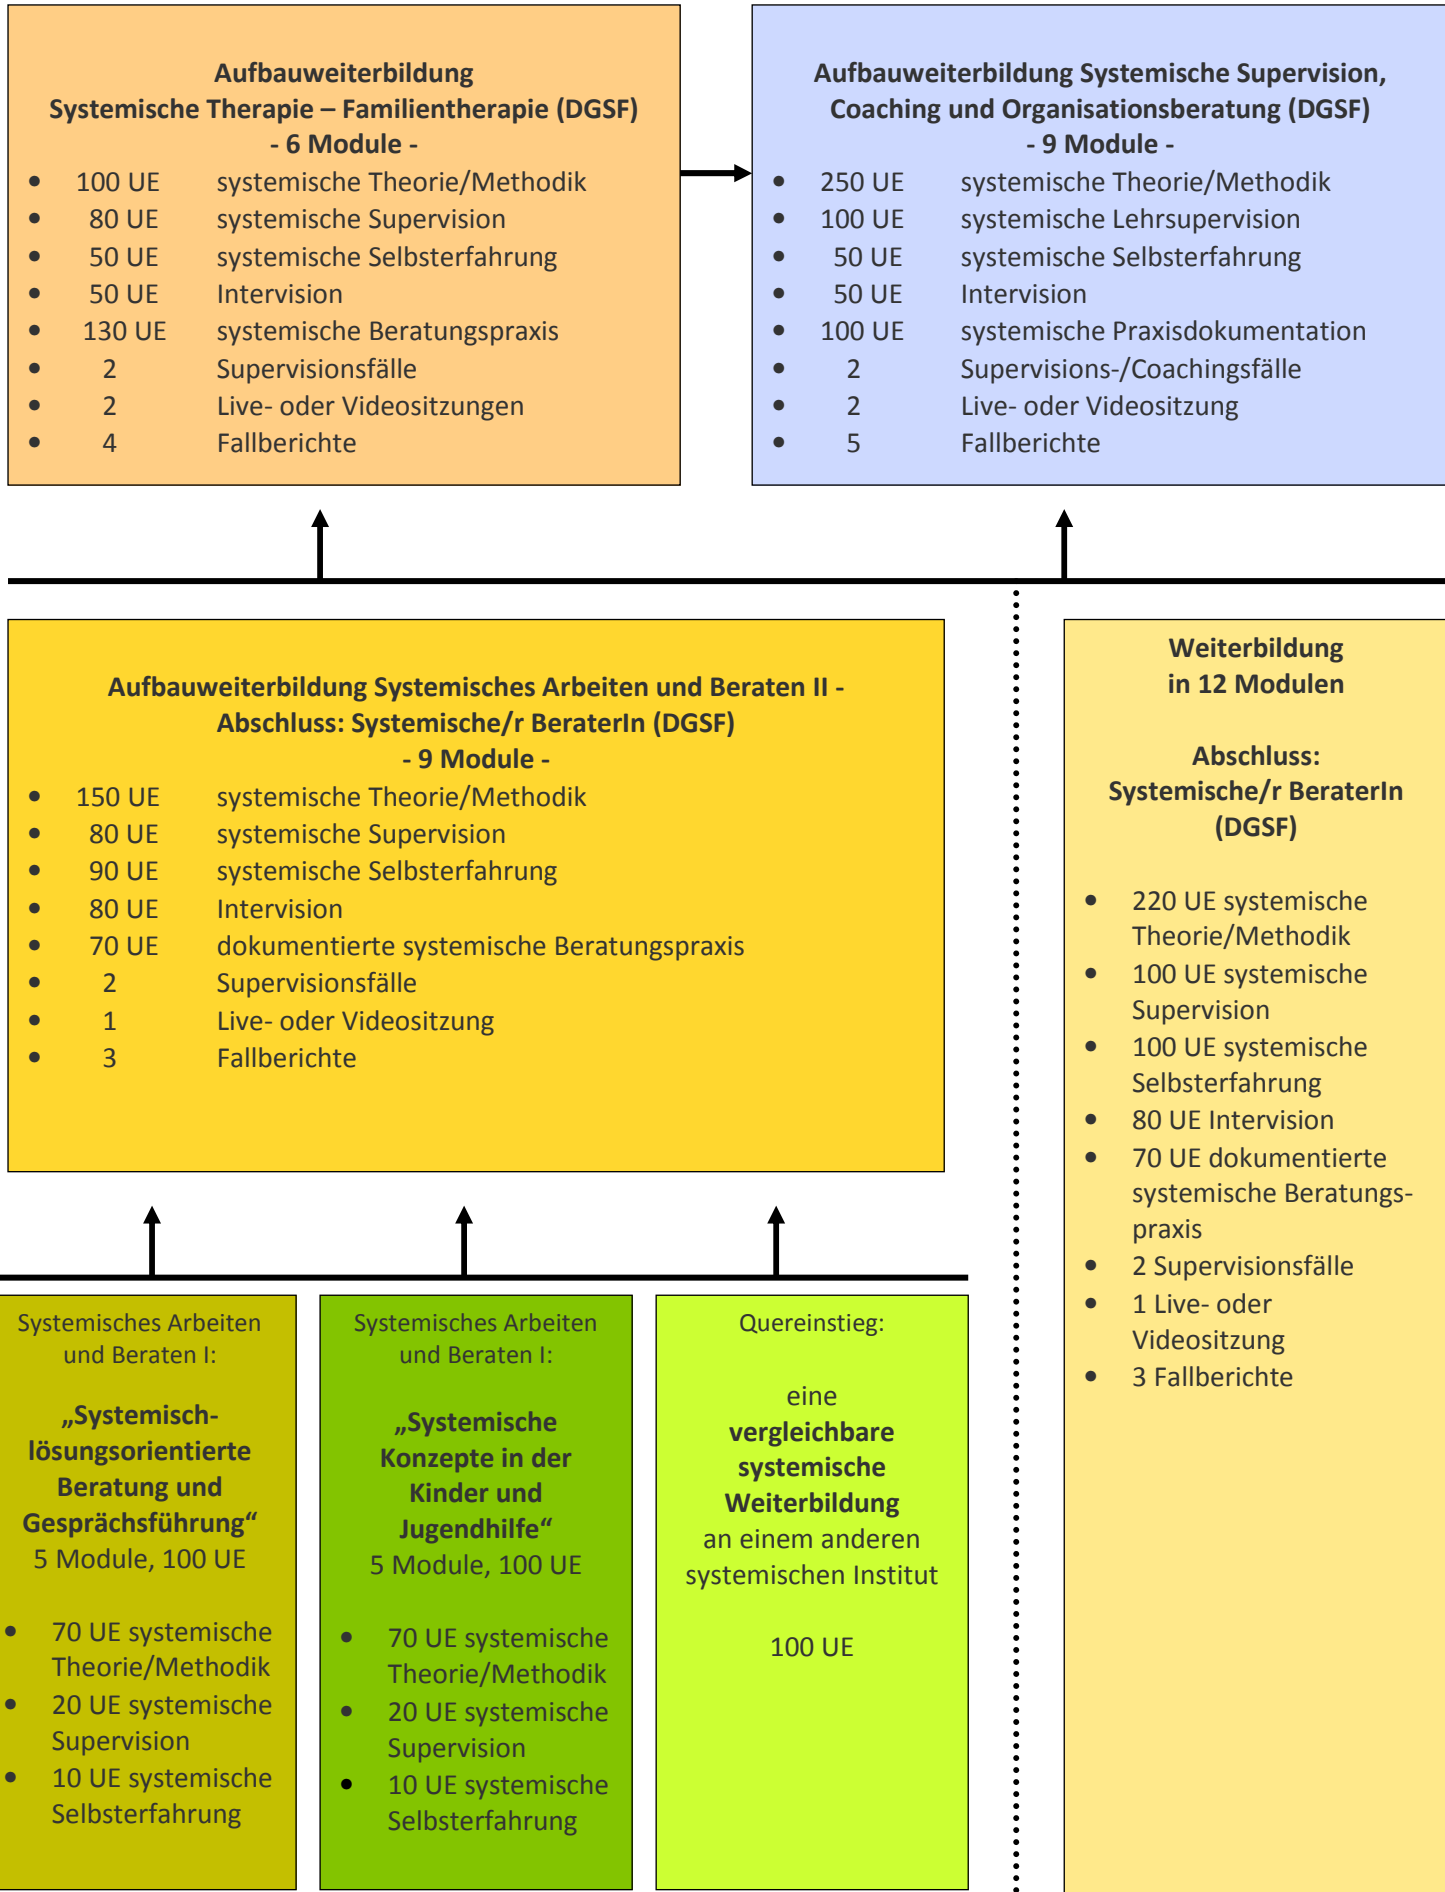 Aufbauweiterbildung
Systemische Therapie – Familientherapie (DGSF)
- 6 Module -
• 100 UE systemische Theorie/Methodik
• 80 UE systemische Supervision
• 50 UE systemische Selbsterfahrung
• 50 UE Intervision
• 130 UE systemische Beratungspraxis
• 2 Supervisionsfälle
• 2 Live- oder Videositzungen
• 4 Fallberichte
Aufbauweiterbildung Systemische Supervision,
Coaching und Organisationsberatung (DGSF)
- 9 Module -
• 250 UE systemische Theorie/Methodik
• 100 UE systemische Lehrsupervision
• 50 UE systemische Selbsterfahrung
• 50 UE Intervision
• 100 UE systemische Praxisdokumentation
• 2 Supervisions-/Coachingsfälle
• 2 Live- oder Videositzung
• 5 Fallberichte
Aufbauweiterbildung Systemisches Arbeiten und Beraten II -
Abschluss: Systemische/r BeraterIn (DGSF)
- 9 Module -
• 150 UE systemische Theorie/Methodik
• 80 UE systemische Supervision
• 90 UE systemische Selbsterfahrung
• 80 UE Intervision
• 70 UE dokumentierte systemische Beratungspraxis
• 2 Supervisionsfälle
• 1 Live- oder Videositzung
• 3 Fallberichte
Weiterbildung
in 12 Modulen
Abschluss:
Systemische/r BeraterIn
(DGSF)
• 220 UE systemische
Theorie/Methodik
• 100 UE systemische
Supervision
• 100 UE systemische
Selbsterfahrung
• 80 UE Intervision
• 70 UE dokumentierte
systemische Beratungs-
praxis
• 2 Supervisionsfälle
• 1 Live- oder
Videositzung
• 3 Fallberichte
Systemisches Arbeiten
und Beraten I:
„Systemisch-
lösungsorientierte
Beratung und
Gesprächsführung“
5 Module, 100 UE
• 70 UE systemische
Theorie/Methodik
• 20 UE systemische
Supervision
• 10 UE systemische
Selbsterfahrung
Systemisches Arbeiten
und Beraten I:
„Systemische
Konzepte in der
Kinder und
Jugendhilfe“
5 Module, 100 UE
• 70 UE systemische
Theorie/Methodik
• 20 UE systemische
Supervision
• 10 UE systemische
Selbsterfahrung
Quereinstieg:
eine
vergleichbare
systemische
Weiterbildung
an einem anderen
systemischen Institut
100 UE